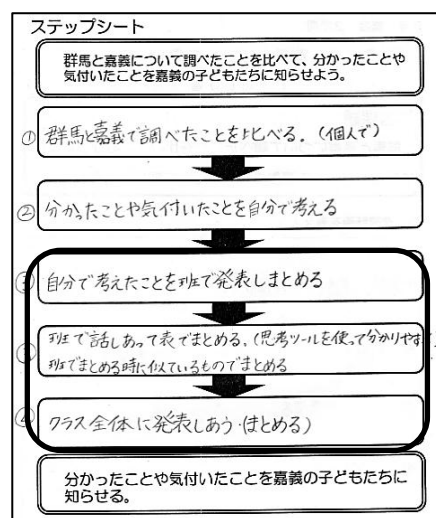 ステップシート
群馬と嘉義について調べたことを比べて、分かったことや
気付いたことを嘉義の子どもたちに知らせよう。
① 群馬と嘉義で調べたことを比べる。(個人で)
② 分かったことや気付いたことを自分で考える
③ 自分で考えたことを班で発表しまとめる
班で話しあって表でまとめる。(思考ツールを使って分かりやす
班でまとめる時に似ているものでまとめる
④ クラス全体に発表しあう・(まとめる)
分かったことや気付いたことを嘉義の子どもたちに
知らせる。